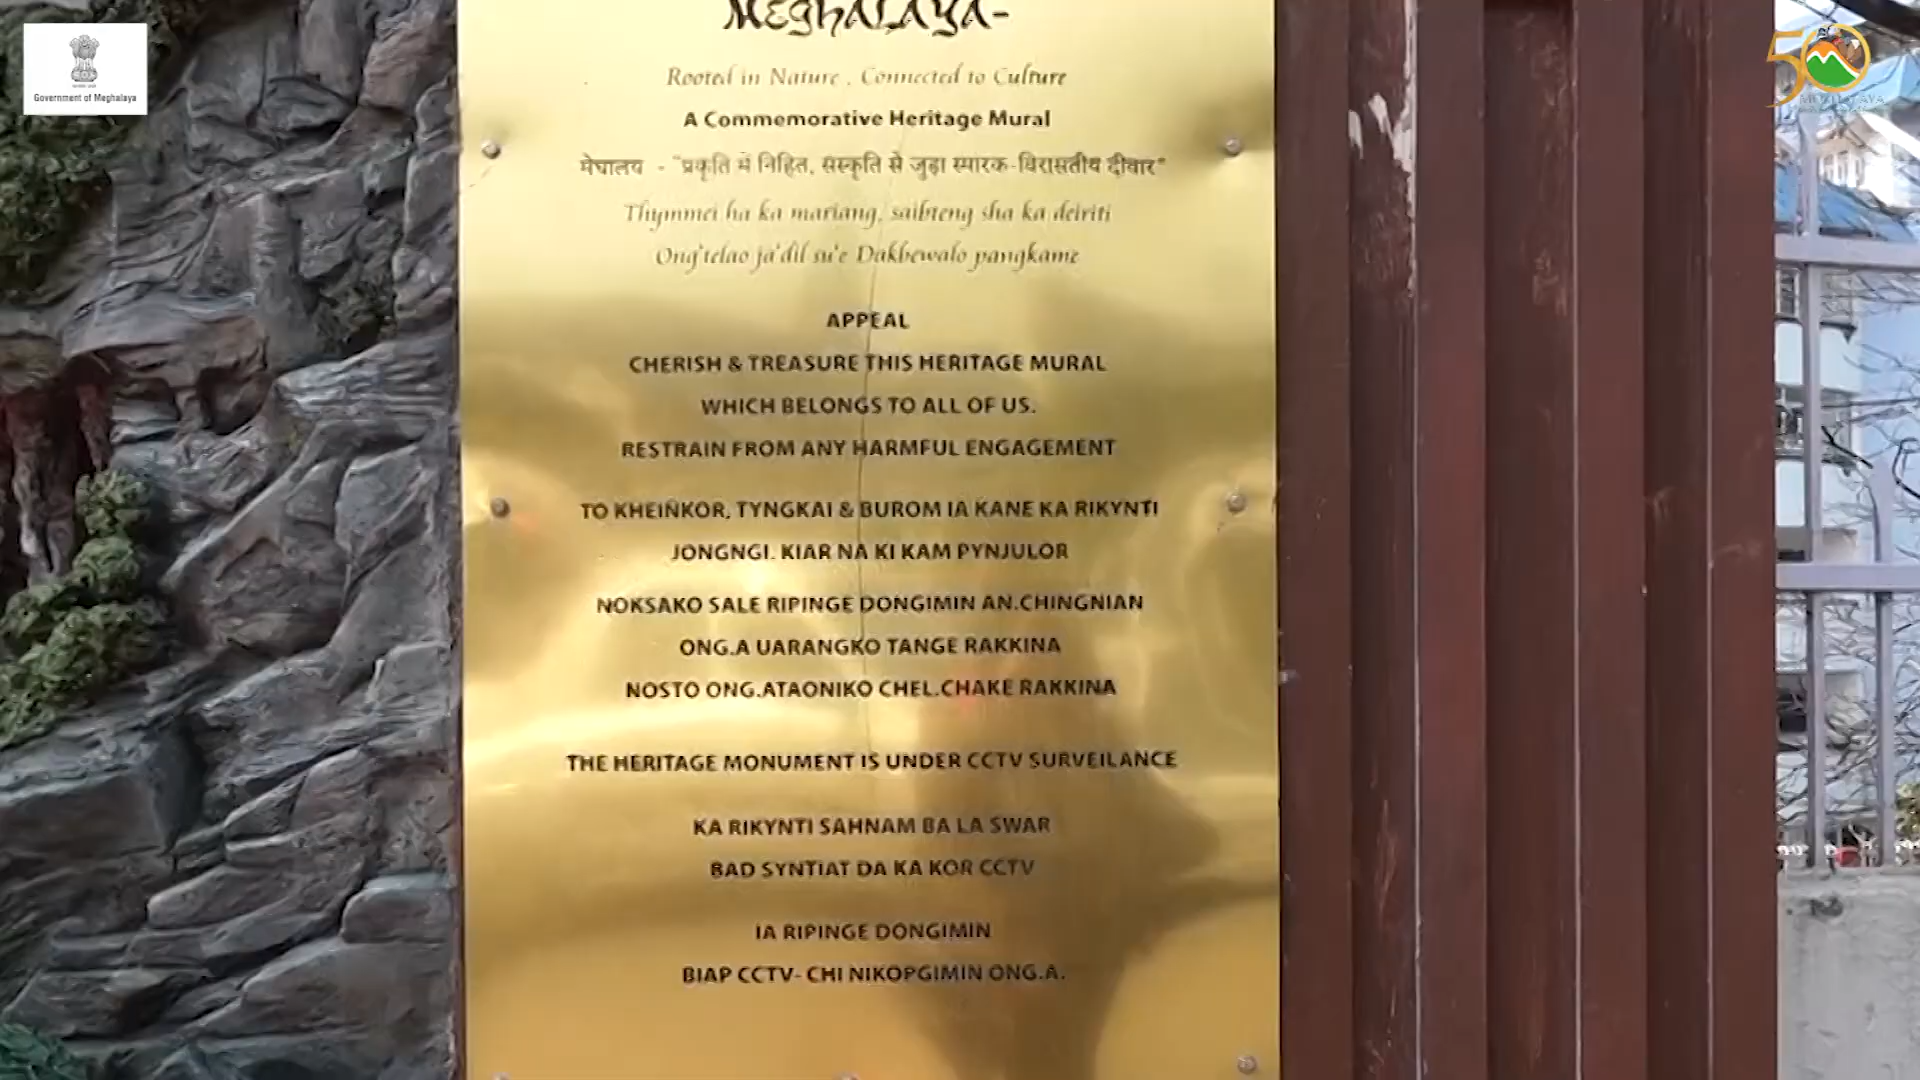 Government of Meghalaya
50
MEGHALAYA
MEGHALAYA-
Rooted in Nature , Connected to Culture
A Commemorative Heritage Mural
मेघालय - "प्रकृति में निहित, संस्कृति से जुड़ा स्मारक-विरासतीय दीवार"
Thymmei ha ka mariang, saibteng sha ka deiriti
Ong'telao ja'dil su'e Dakbewalo pangkame
APPEAL
CHERISH & TREASURE THIS HERITAGE MURAL
WHICH BELONGS TO ALL OF US.
RESTRAIN FROM ANY HARMFUL ENGAGEMENT
TO KHEIÑKOR, TYNGKAI & BUROM IA KANE KA RIKYNTI
JONGNGI. KIAR NA KI KAM PYNJULOR
NOKSAKO SALE RIPINGE DONGIMIN AN.CHINGNIAN
ONG.A UARANGKO TANGE RAKKINA
NOSTO ONG.ATAONIKO CHEL.CHAKE RAKKINA
THE HERITAGE MONUMENT IS UNDER CCTV SURVEILANCE
KA RIKYNTI SAHNAM BA LA SWAR
BAD SYNTIAT DA KA KOR CCTV
IA RIPINGE DONGIMIN
BIAP CCTV- CHI NIKOPGIMIN ONG.A.